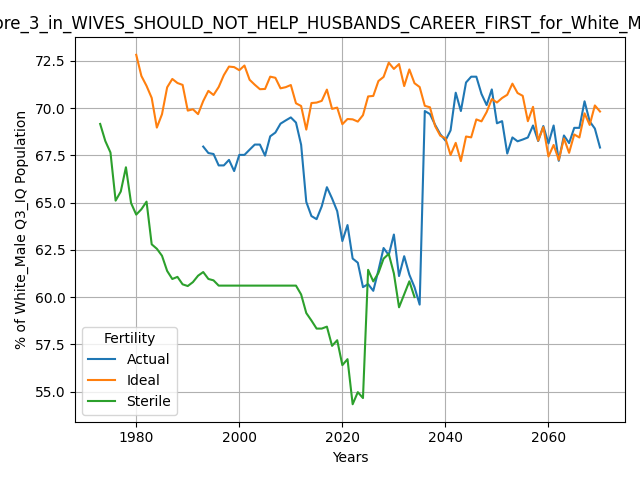 ore_3_in_WIVES_SHOULD_NOT_HELP_HUSBANDS_CAREER_FIRST_for_White_M
% of White_Male Q3_IQ Population
72.5
70.0
67.5
65.0
62.5
60.0
57.5
55.0
Fertility
Actual
Ideal
Sterile
1980
2000
2020
2040
2060
Years